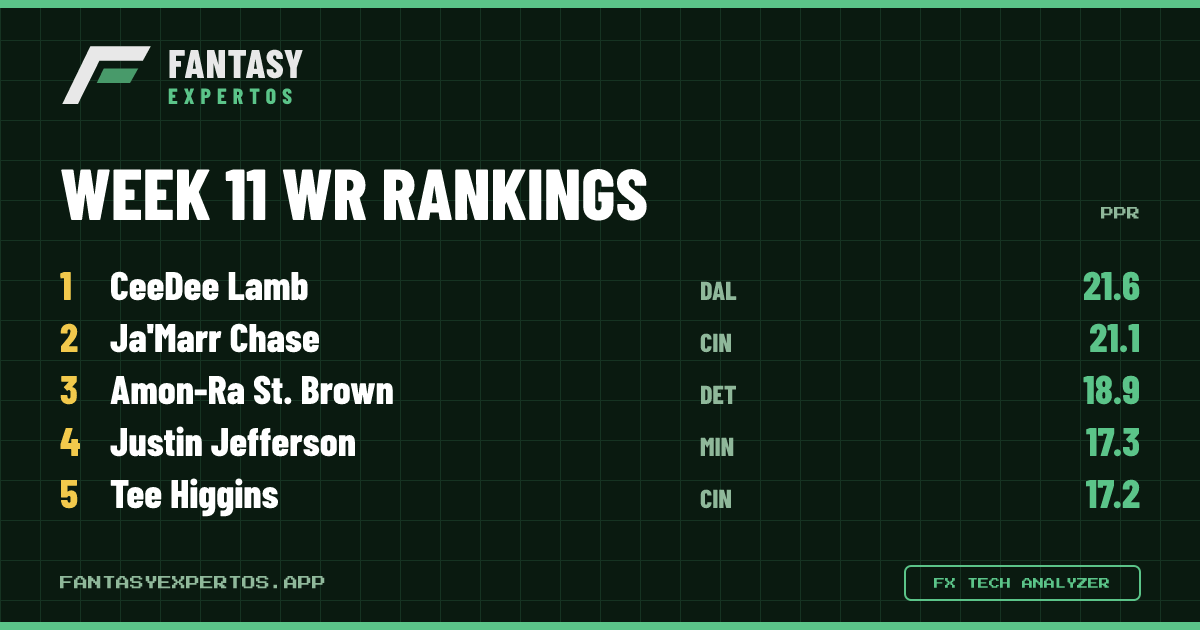 FANTASY
EXPERTOS
WEEK 11 WR RANKINGS
PPR
1 CeeDee Lamb DAL 21.6
2 Ja'Marr Chase CIN 21.1
3 Amon-Ra St. Brown DET 18.9
4 Justin Jefferson MIN 17.3
5 Tee Higgins CIN 17.2
FANTASYEXPERTOS.APP
FX TECH ANALYZER